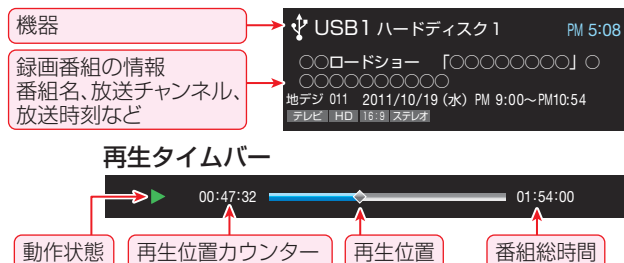 機器
USB1 ハードディスク1 PM 5:08
録画番組の情報
番組名、放送チャンネル、
放送時刻など
○○ロードショー 「○○○○○○○○」○
○○○○○○○○○○
地デジ 011 2011/10/19(水) PM 9:00~PM10:54
テレビ HD 16:9 ステレオ
再生タイムバー
00:47:32 01:54:00
動作状態 再生位置カウンター 再生位置 番組総時間